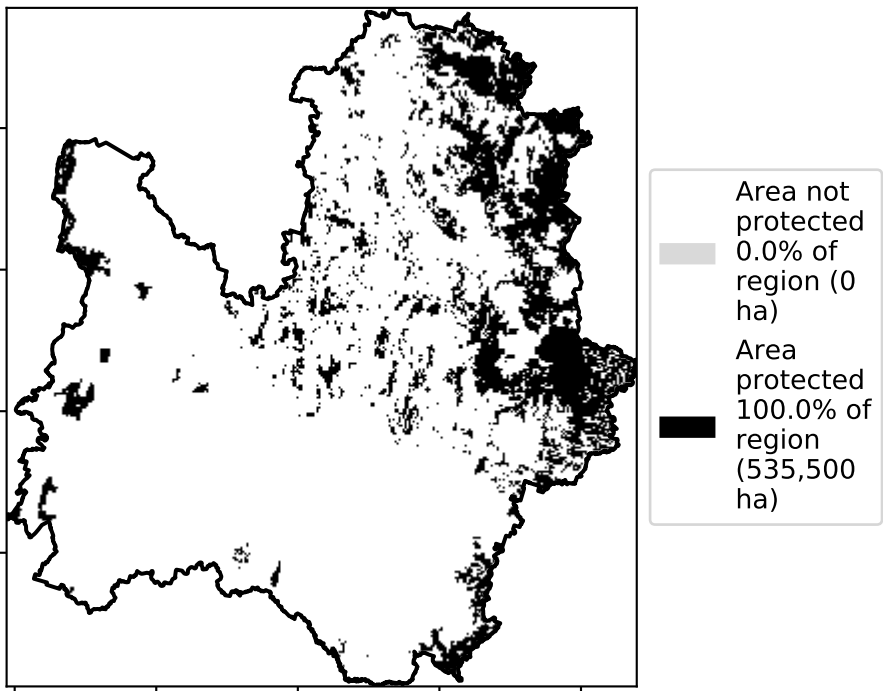 Area not
protected
0.0% of
region (0
ha)
Area
protected
100.0% of
region
(535,500
ha)